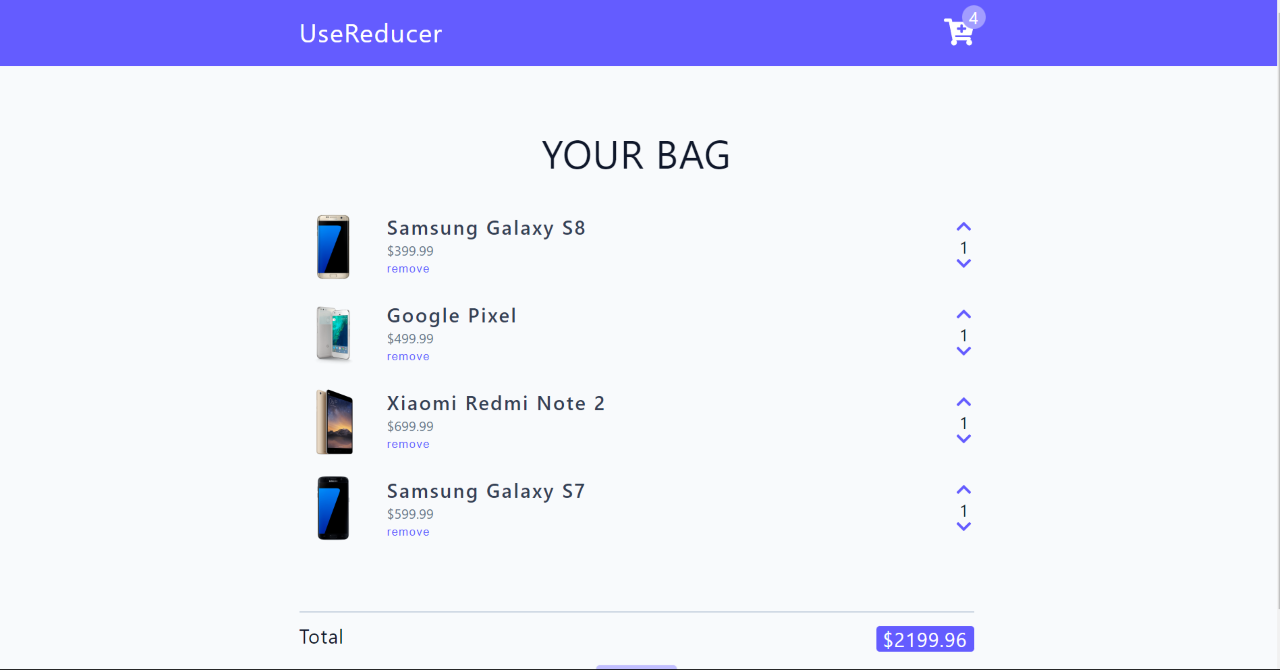 UseReducer
4
YOUR BAG
Samsung Galaxy S8
$399.99
remove
1
Google Pixel
$499.99
remove
1
Xiaomi Redmi Note 2
$699.99
remove
1
Samsung Galaxy S7
$599.99
remove
1
Total
$2199.96